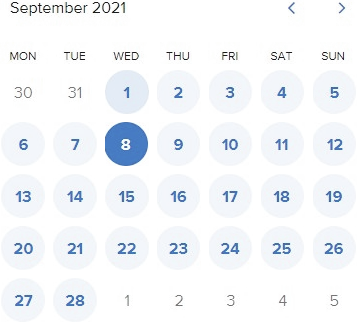 September 2021
MON TUE WED THU FRI SAT SUN
30 31 1 2 3 4 5
6 7 8 9 10 11 12
13 14 15 16 17 18 19
20 21 22 23 24 25 26
27 28 1 2 3 4 5